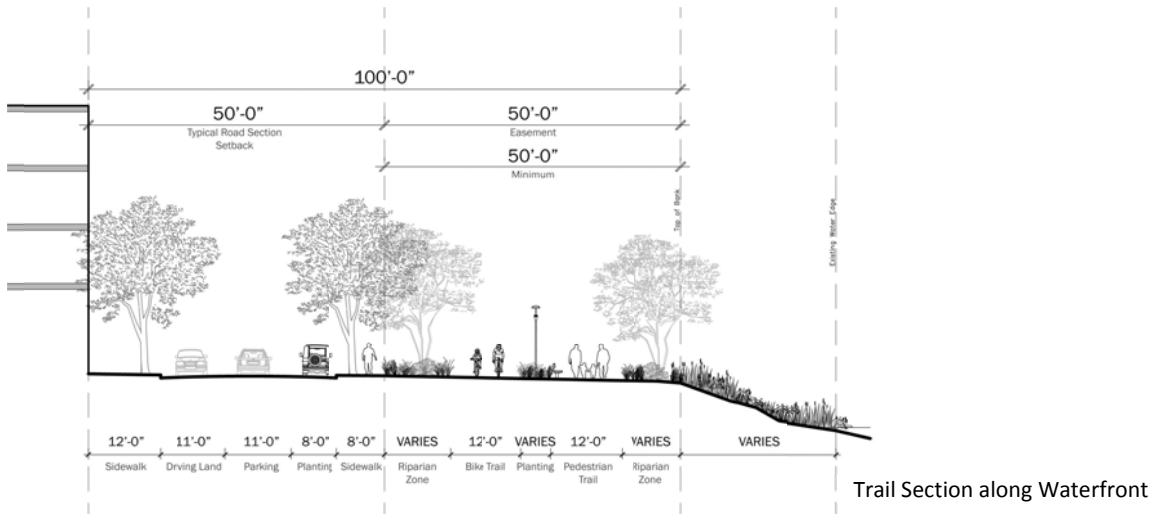 100'-0"
50'-0"
Typical Road Section
Setback
50'-0"
Easement
50'-0"
Minimum
Top of Bank
Existing Water Edge
12'-0"
Sidewalk
11'-0"
Drving Land
11'-0"
Parking
8'-0"
Planting
8'-0"
Sidewalk
VARIES
Riparian
Zone
12'-0"
Bike Trail
VARIES
Planting
12'-0"
Pedestrian
Trail
VARIES
Riparian
Zone
VARIES
Trail Section along Waterfront